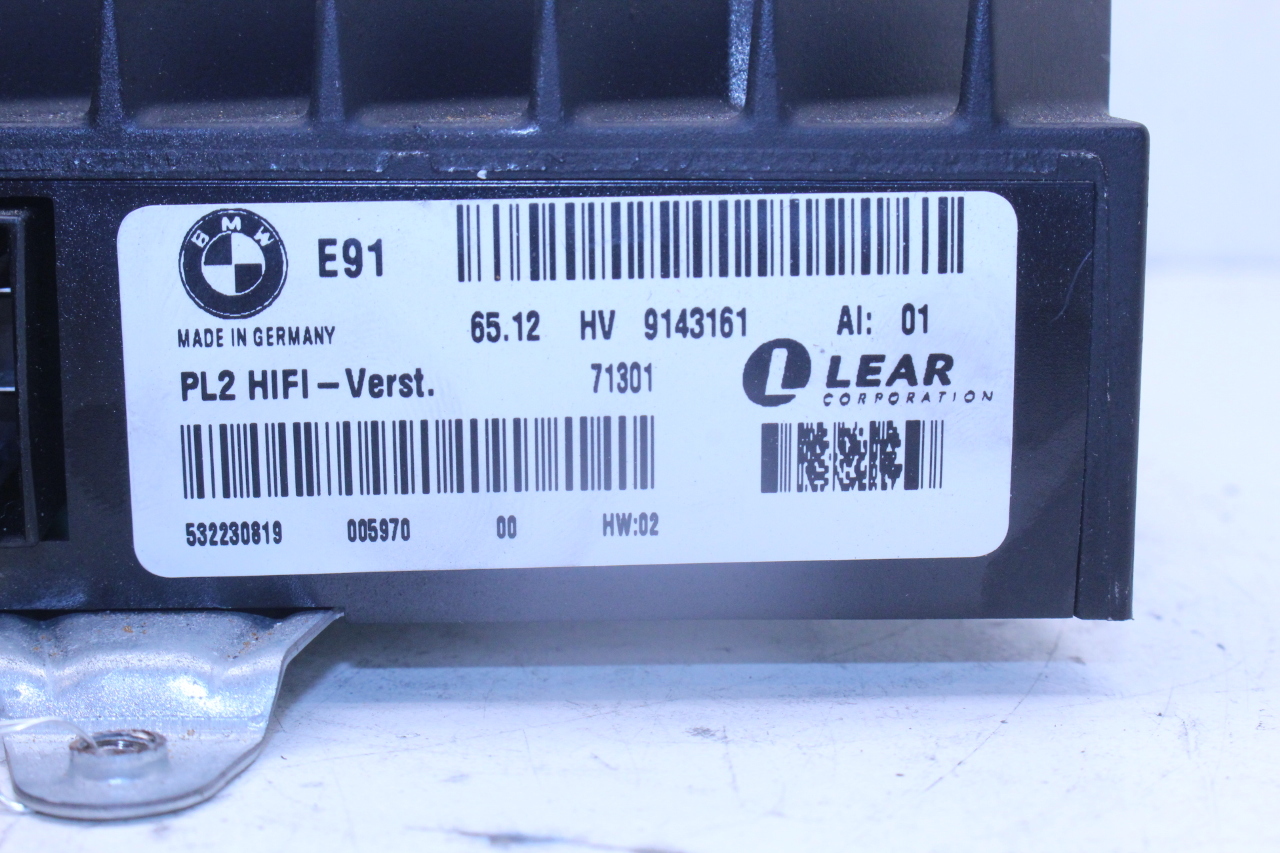 BMW
E91
MADE IN GERMANY
65.12 HV 9143161 AI: 01
PL2 HIFI-Verst. 71301
L LEAR
CORPORATION
532230819 005970 00 HW:02